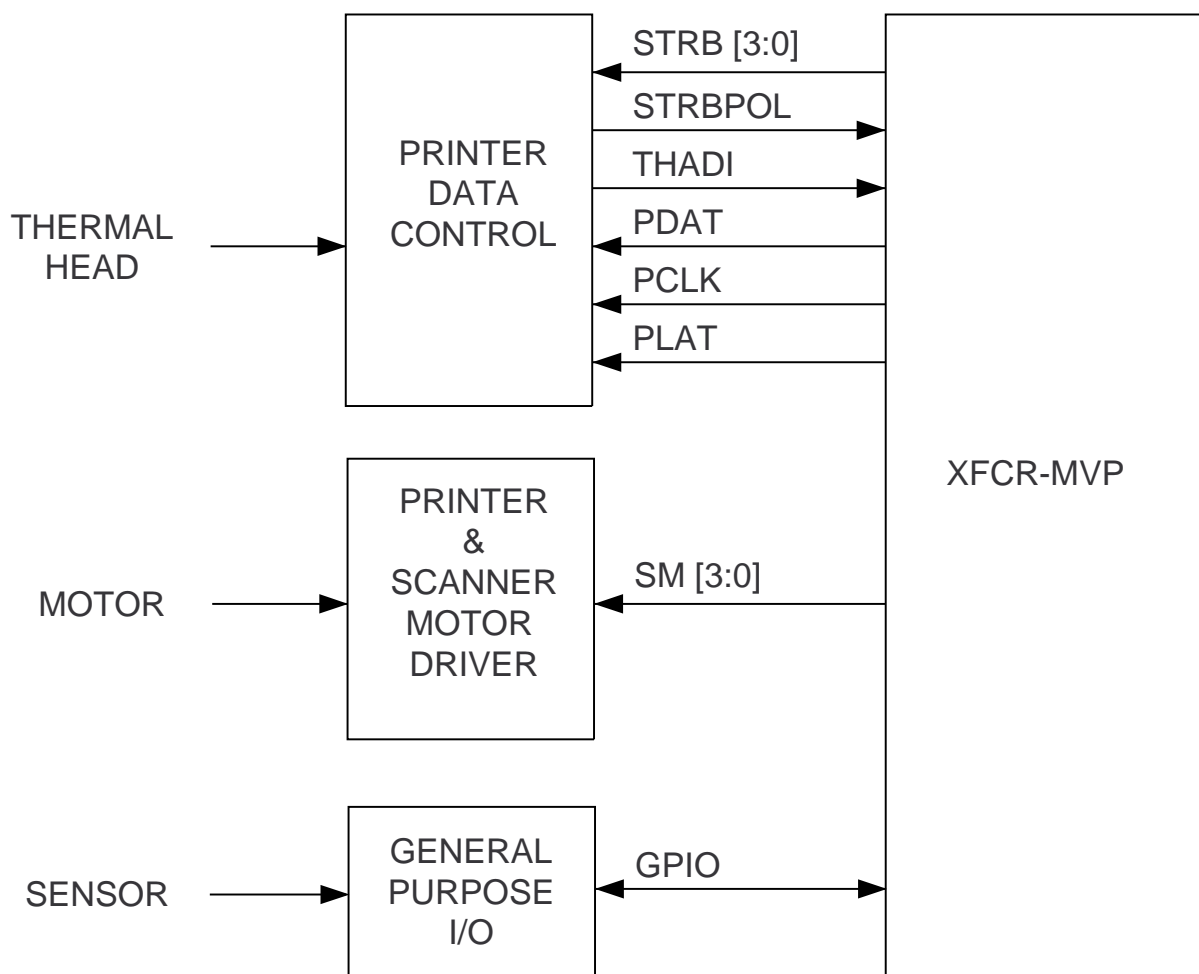 STRB [3:0]
STRBPOL
THADI
PDAT
PCLK
PLAT
PRINTER
DATA
CONTROL
THERMAL
HEAD
XFCR-MVP
PRINTER
&
SCANNER
MOTOR
DRIVER
SM [3:0]
MOTOR
GENERAL
PURPOSE
I/O
GPIO
SENSOR